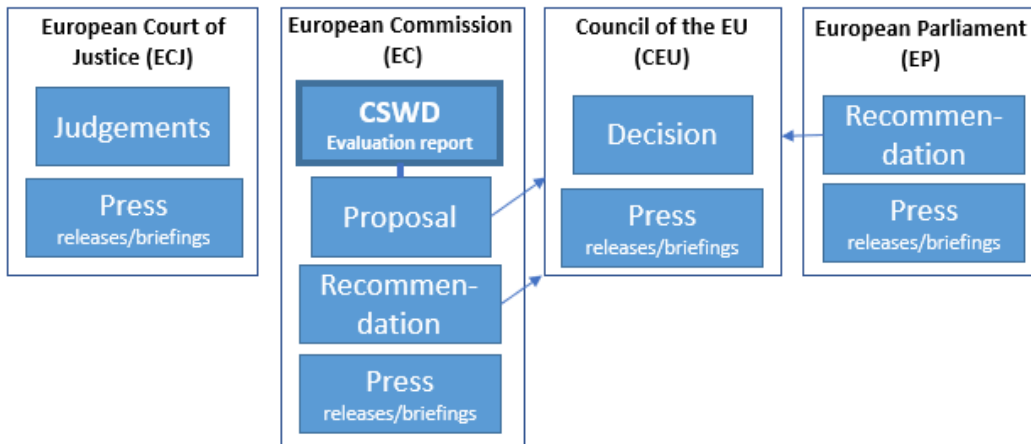 European Court of
Justice (ECJ)
Judgements
Press
releases/briefings
European Commission
(EC)
CSWD
Evaluation report
Proposal
Recommen-
dation
Press
releases/briefings
Council of the EU
(CEU)
Decision
Press
releases/briefings
European Parliament
(EP)
Recommen-
dation
Press
releases/briefings